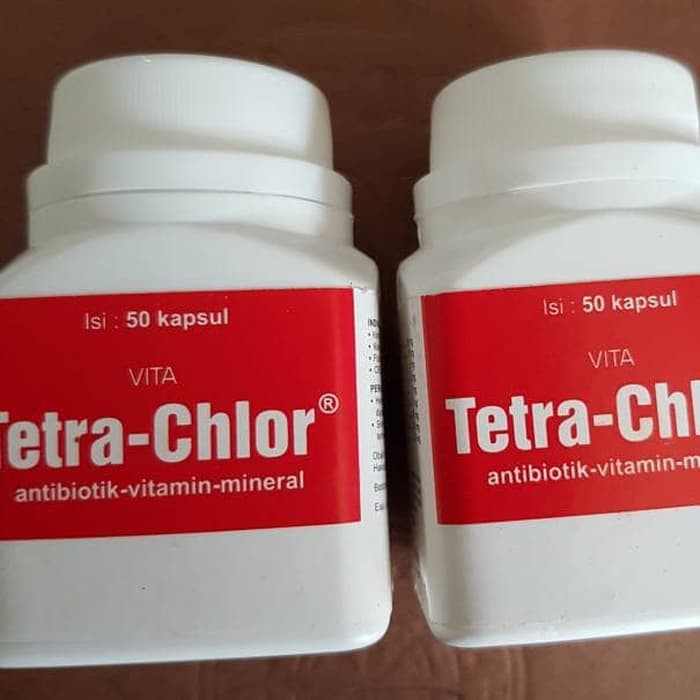 Isi : 50 kapsul
VITA
Tetra-Chlor®
antibiotik-vitamin-mineral
Isi : 50 kapsul
VITA
Tetra-Chl
antibiotik-vitamin-m